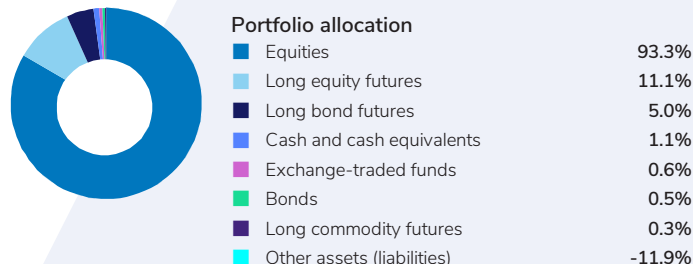 Portfolio allocation
Equities 93.3%
Long equity futures 11.1%
Long bond futures 5.0%
Cash and cash equivalents 1.1%
Exchange-traded funds 0.6%
Bonds 0.5%
Long commodity futures 0.3%
Other assets (liabilities) -11.9%